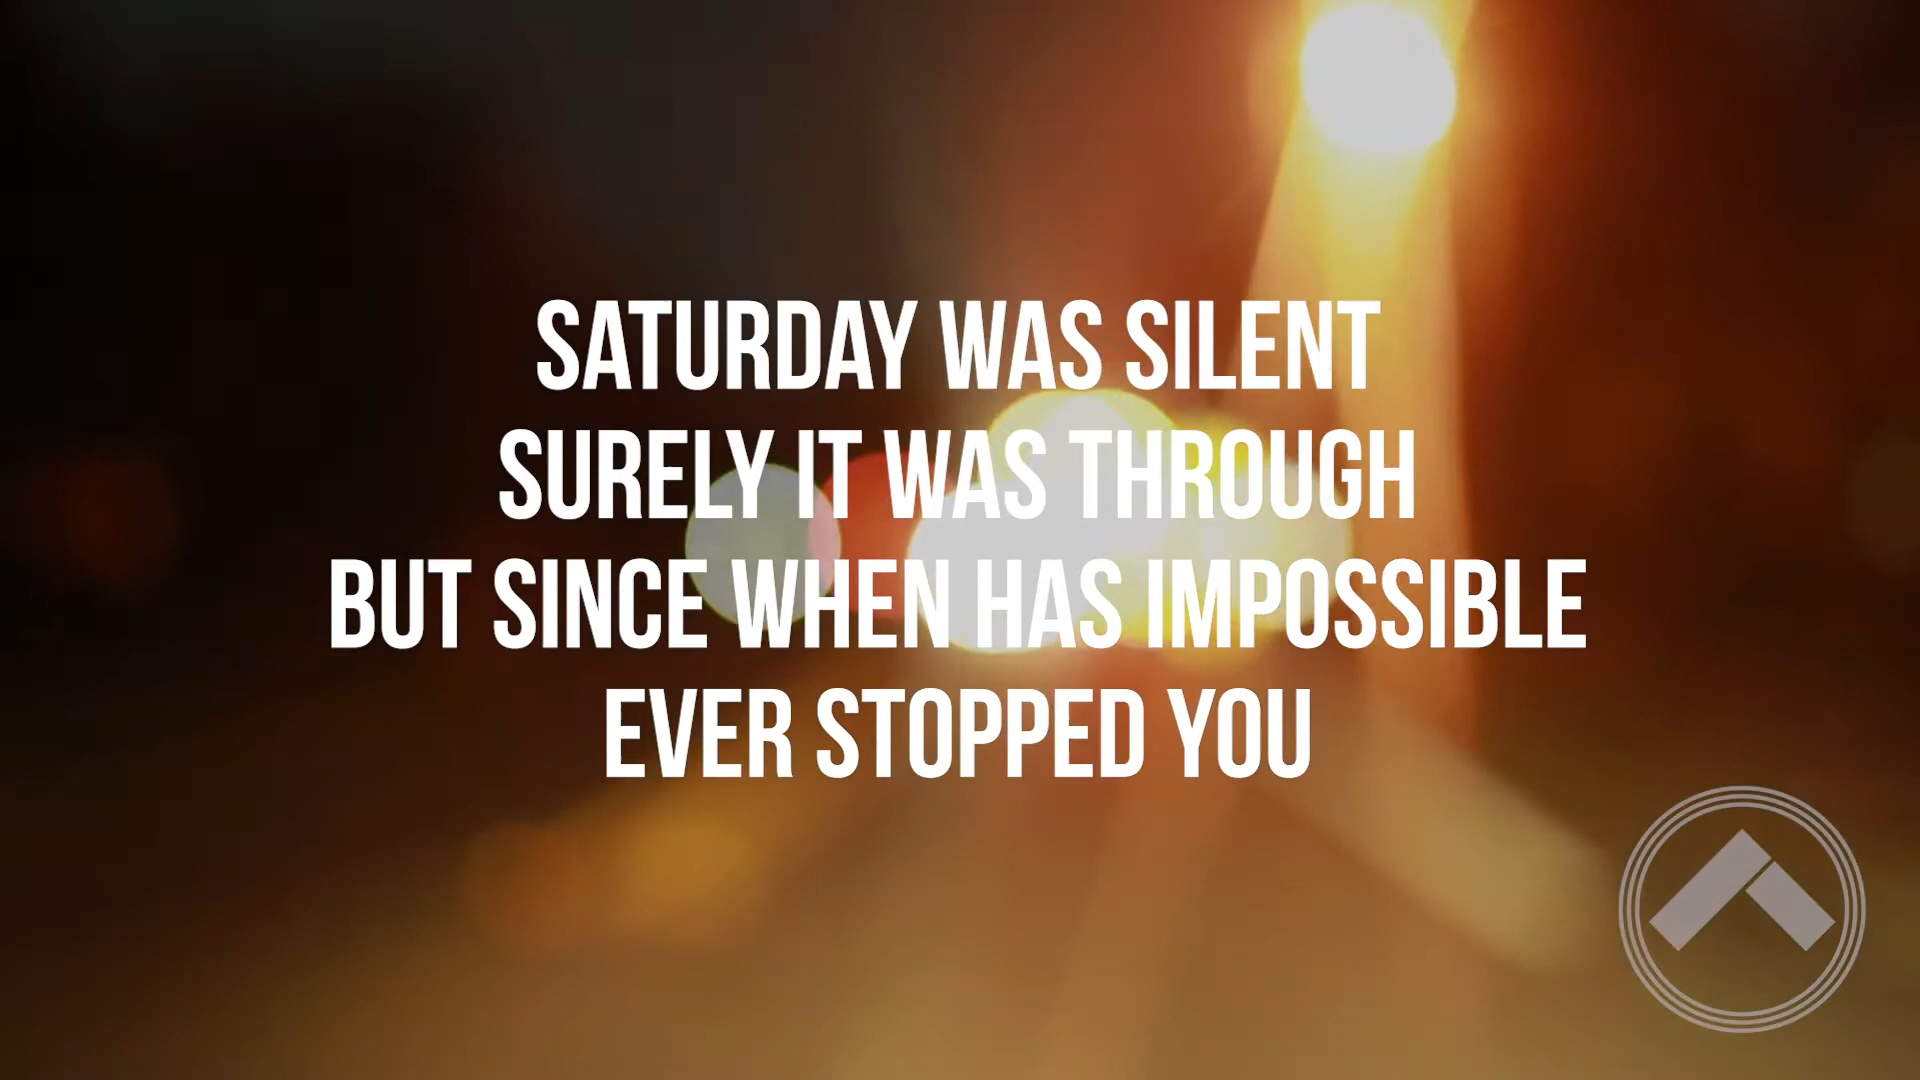 SATURDAY WAS SILENT
SURELY IT WAS THROUGH
BUT SINCE WHEN HAS IMPOSSIBLE
EVER STOPPED YOU